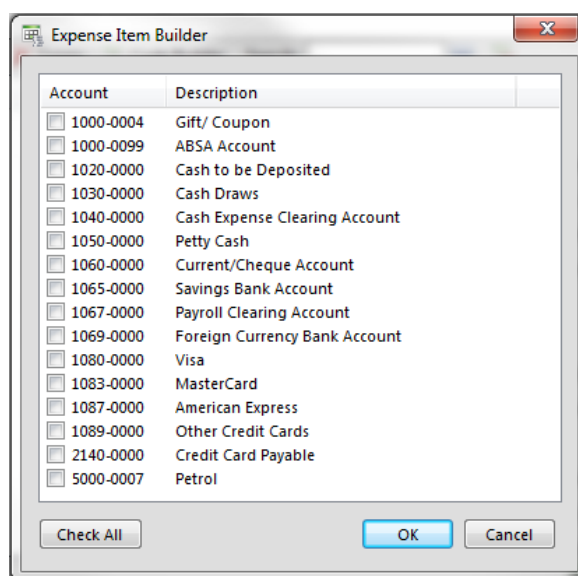 Expense Item Builder
Account Description
1000-0004 Gift/ Coupon
1000-0099 ABSA Account
1020-0000 Cash to be Deposited
1030-0000 Cash Draws
1040-0000 Cash Expense Clearing Account
1050-0000 Petty Cash
1060-0000 Current/Cheque Account
1065-0000 Savings Bank Account
1067-0000 Payroll Clearing Account
1069-0000 Foreign Currency Bank Account
1080-0000 Visa
1083-0000 MasterCard
1087-0000 American Express
1089-0000 Other Credit Cards
2140-0000 Credit Card Payable
5000-0007 Petrol
Check All OK Cancel